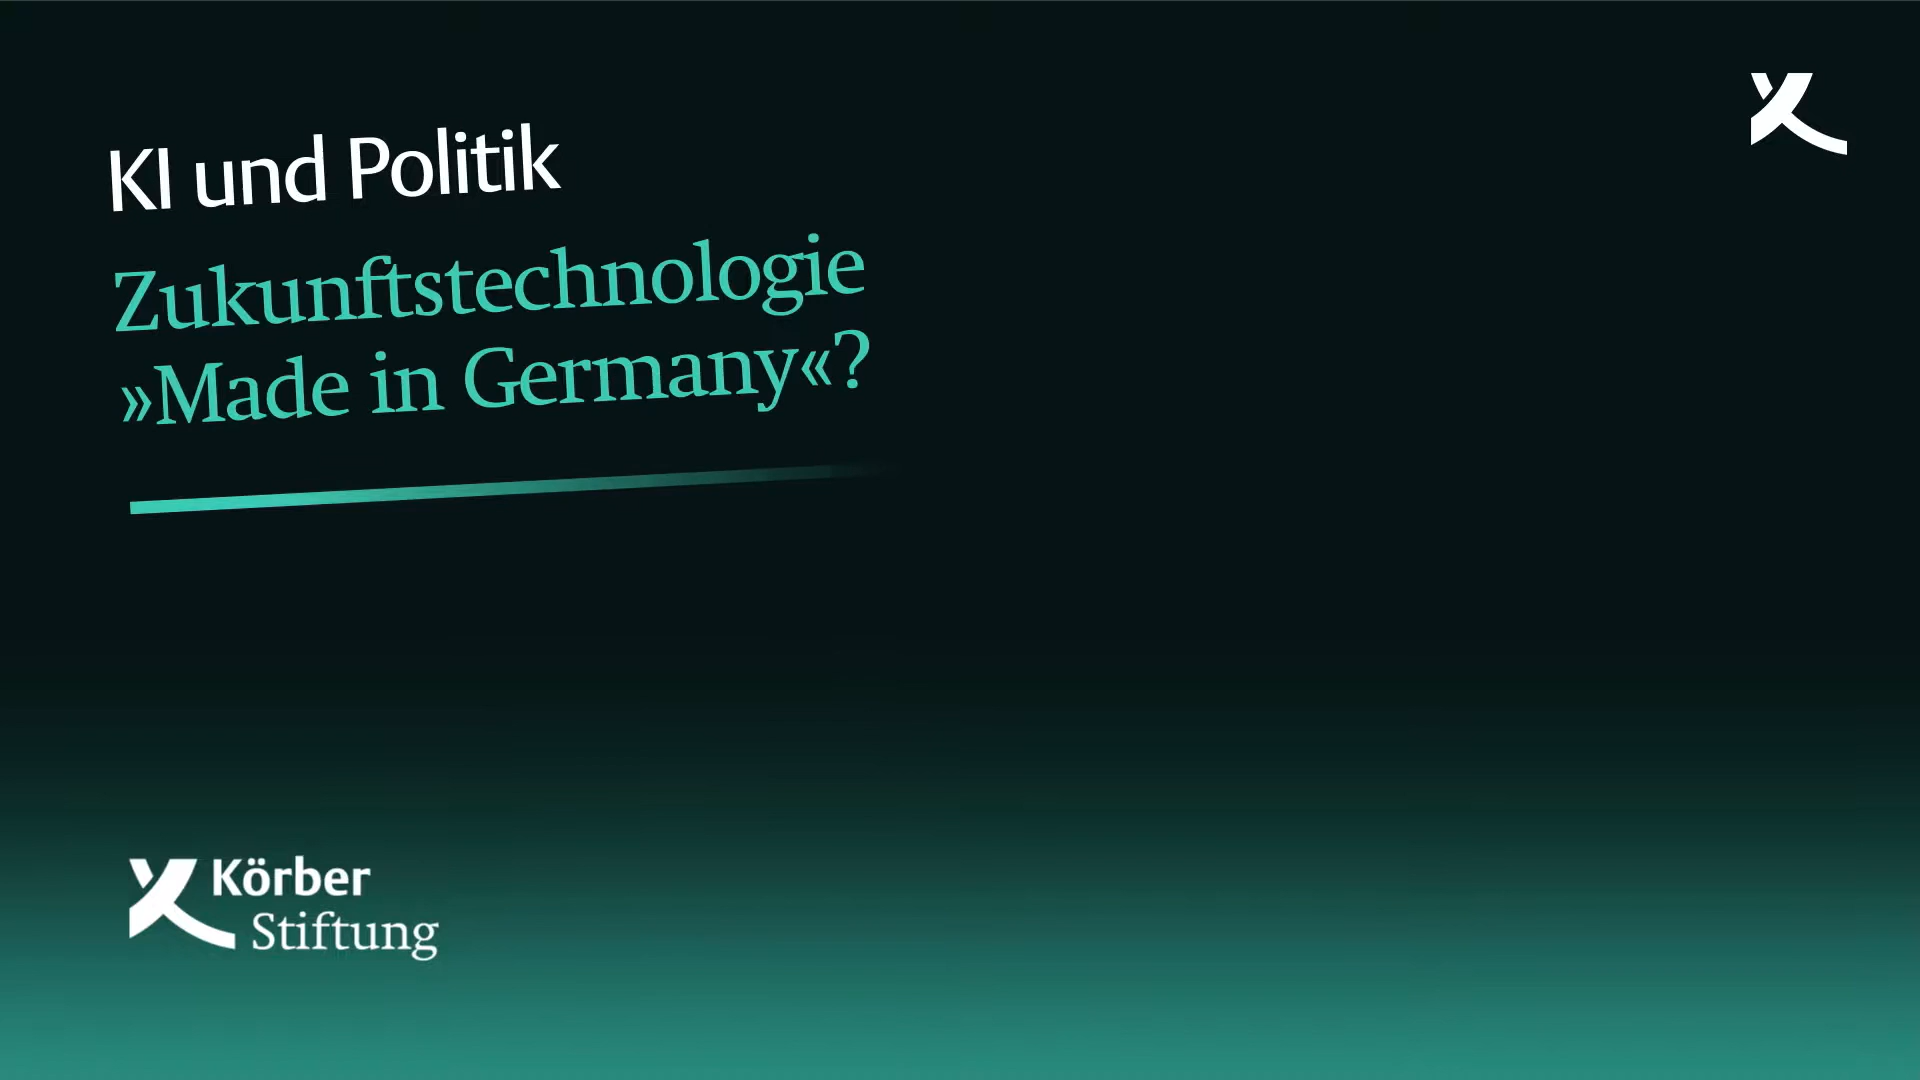 KI und Politik
Zukunftstechnologie
»Made in Germany«?
Körber
Stiftung